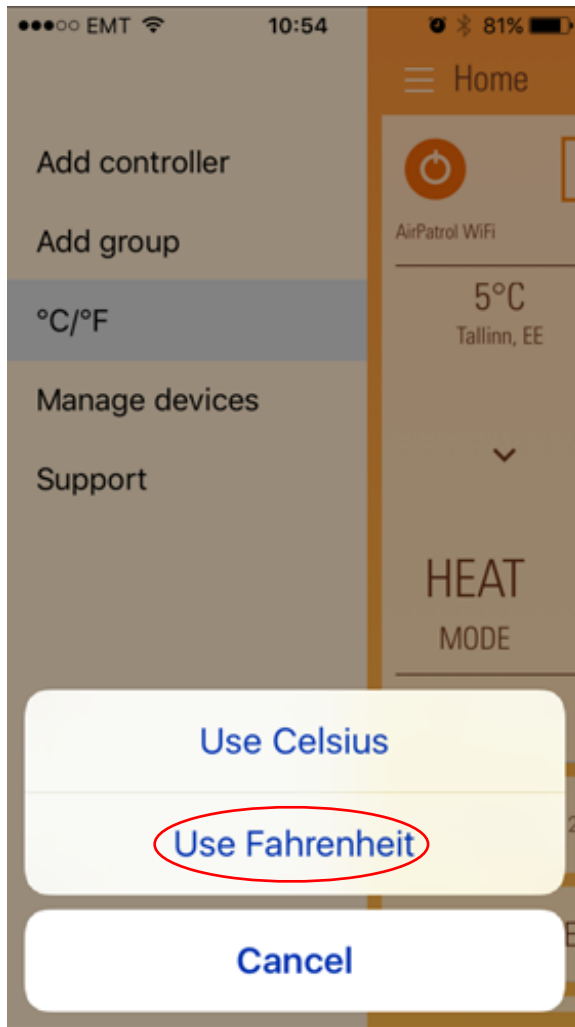 EMT 10:54 81%
Home
Add controller
Add group
AirPatrol WiFi
5°C
°C/°F
Tallinn, EE
Manage devices
Support
HEAT
MODE
Use Celsius
Use Fahrenheit
Cancel